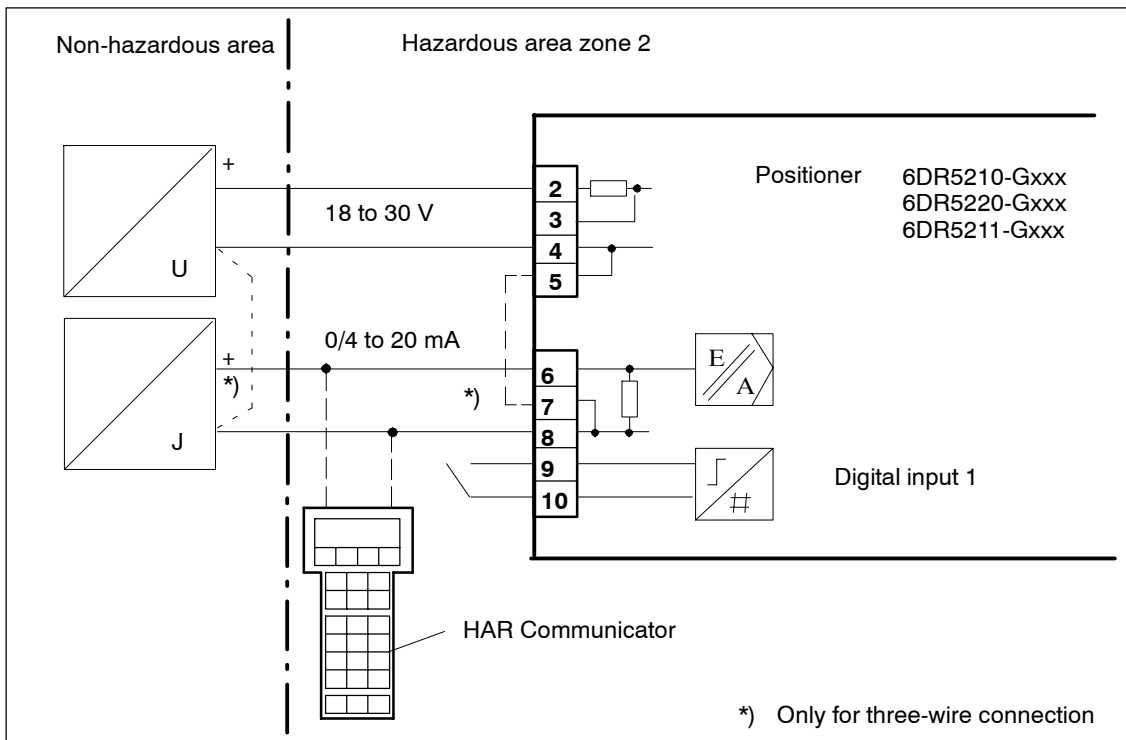 Non-hazardous area
Hazardous area zone 2
+
18 to 30 V
U
2
3
4
5
Positioner
6DR5210-Gxxx
6DR5220-Gxxx
6DR5211-Gxxx
0/4 to 20 mA
+
*)
J
*)
6
7
8
9
10
E
A
#
Digital input 1
HAR Communicator
*) Only for three-wire connection